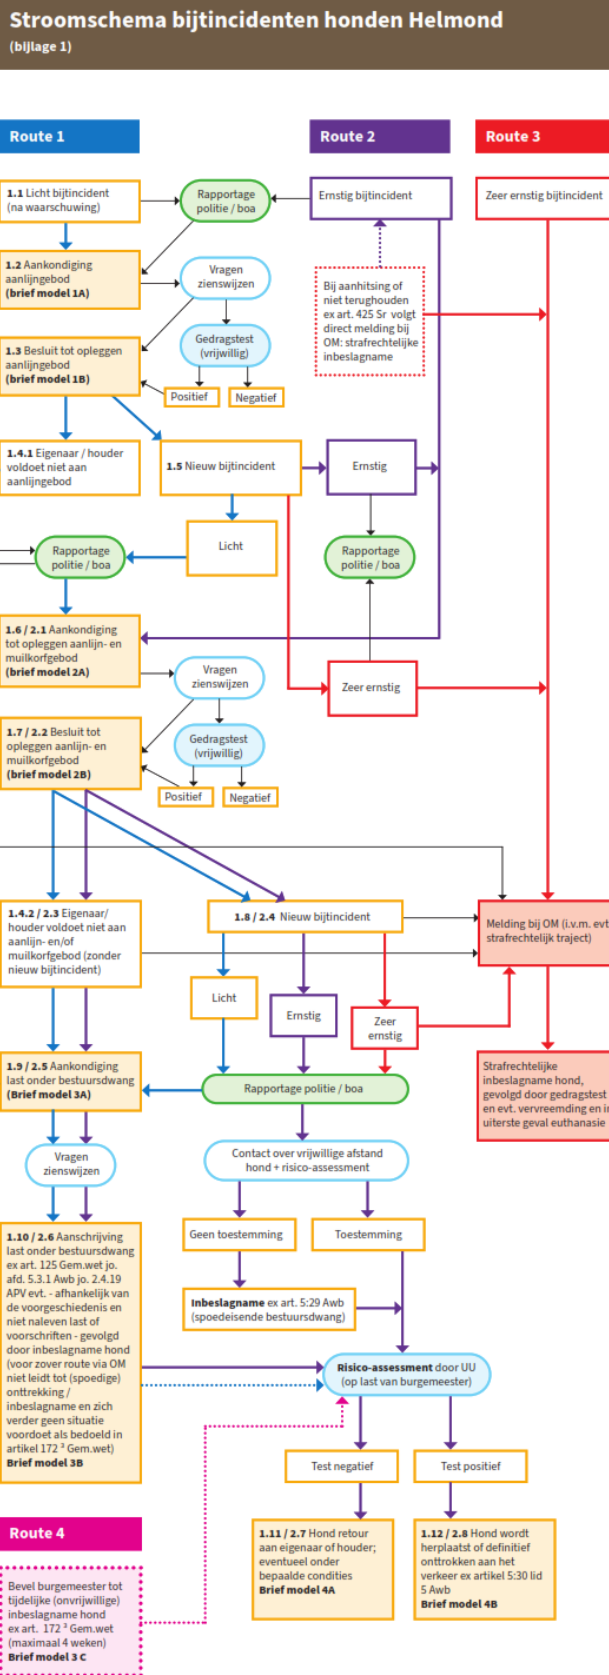 Stroomschema bijtincidenten honden Helmond
(bijlage 1)
Route 1
Route 2
Route 3
1.1 Licht bijtincident
(na waarschuwing)
Rapportage
politie / boa
Ernstig bijtincident
Zeer ernstig bijtincident
1.2 Aankondiging
aanlijngebod
(brief model 1A)
Vragen
zienswijzen
Bij aanhitsing of
niet terughouden
ex art. 425 Sr volgt
direct melding bij
OM: strafrechtelijke
inbeslagname
1.3 Besluit tot opleggen
aanlijngebod
(brief model 1B)
Gedragstest
(vrijwillig)
Positief
Negatief
1.4.1 Eigenaar / houder
voldoet niet aan
aanlijngebod
1.5 Nieuw bijtincident
Ernstig
Licht
Rapportage
politie / boa
Rapportage
politie / boa
1.6 / 2.1 Aankondiging
tot opleggen aanlijn- en
muilkorfgebod
(brief model 2A)
Vragen
zienswijzen
Zeer ernstig
1.7 / 2.2 Besluit tot
opleggen aanlijn- en
muilkorfgebod
(brief model 2B)
Gedragstest
(vrijwillig)
Positief
Negatief
1.4.2 / 2.3 Eigenaar/
houder voldoet niet aan
aanlijn- en/of
muilkorfgebod (zonder
nieuw bijtincident)
1.8 / 2.4 Nieuw bijtincident
Melding bij OM (i.v.m. evt
strafrechtelijk traject)
Licht
Ernstig
Zeer
ernstig
1.9 / 2.5 Aankondiging
last onder bestuursdwang
(Brief model 3A)
Rapportage politie / boa
Strafrechtelijke
inbeslagname hond,
gevolgd door gedragstest
en evt. vervreemding en i
uiterste geval euthanasie
Vragen
zienswijzen
Contact over vrijwillige afstand
hond + risico-assessment
Geen toestemming
Toestemming
1.10 / 2.6 Aanschrijving
last onder bestuursdwang
ex art. 125 Gem.wet jo.
afd. 5.3.1 Awb jo. 2.4.19
APV evt. - afhankelijk van
de voorgeschiedenis en
niet naleven last of
voorschriften - gevolgd
door inbeslagname hond
(voor zover route via OM
niet leidt tot (spoedige)
onttrekking /
inbeslagname en zich
verder geen situatie
voordoet als bedoeld in
artikel 172 ³ Gem.wet)
Brief model 3B
Inbeslagname ex art. 5:29 Awb
(spoedeisende bestuursdwang)
Risico-assessment door UU
(op last van burgemeester)
Test negatief
Test positief
1.11 / 2.7 Hond retour
aan eigenaar of houder;
eventueel onder
bepaalde condities
Brief model 4A
1.12 / 2.8 Hond wordt
herplaatst of definitief
onttrokken aan het
verkeer ex artikel 5:30 lid
5 Awb
Brief model 4B
Route 4
Bevel burgemeester tot
tijdelijke (onvrijwillige)
inbeslagname hond
ex art. 172 ³ Gem.wet
(maximaal 4 weken)
Brief model 3 C